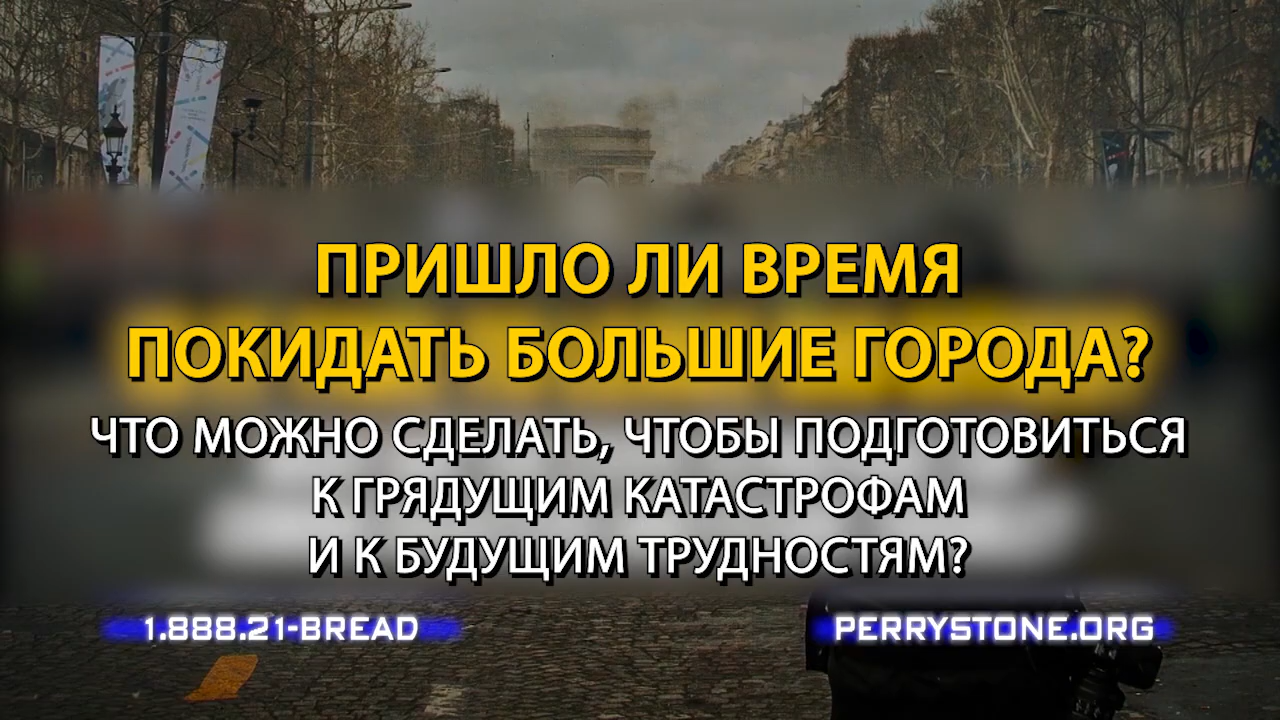 ПРИШЛО ЛИ ВРЕМЯ
ПОКИДАТЬ БОЛЬШИЕ ГОРОДА?
ЧТО МОЖНО СДЕЛАТЬ, ЧТОБЫ ПОДГОТОВИТЬСЯ
К ГРЯДУЩИМ КАТАСТРОФАМ
И К БУДУЩИМ ТРУДНОСТЯМ?
1.888.21-BREAD
PERRYSTONE.ORG